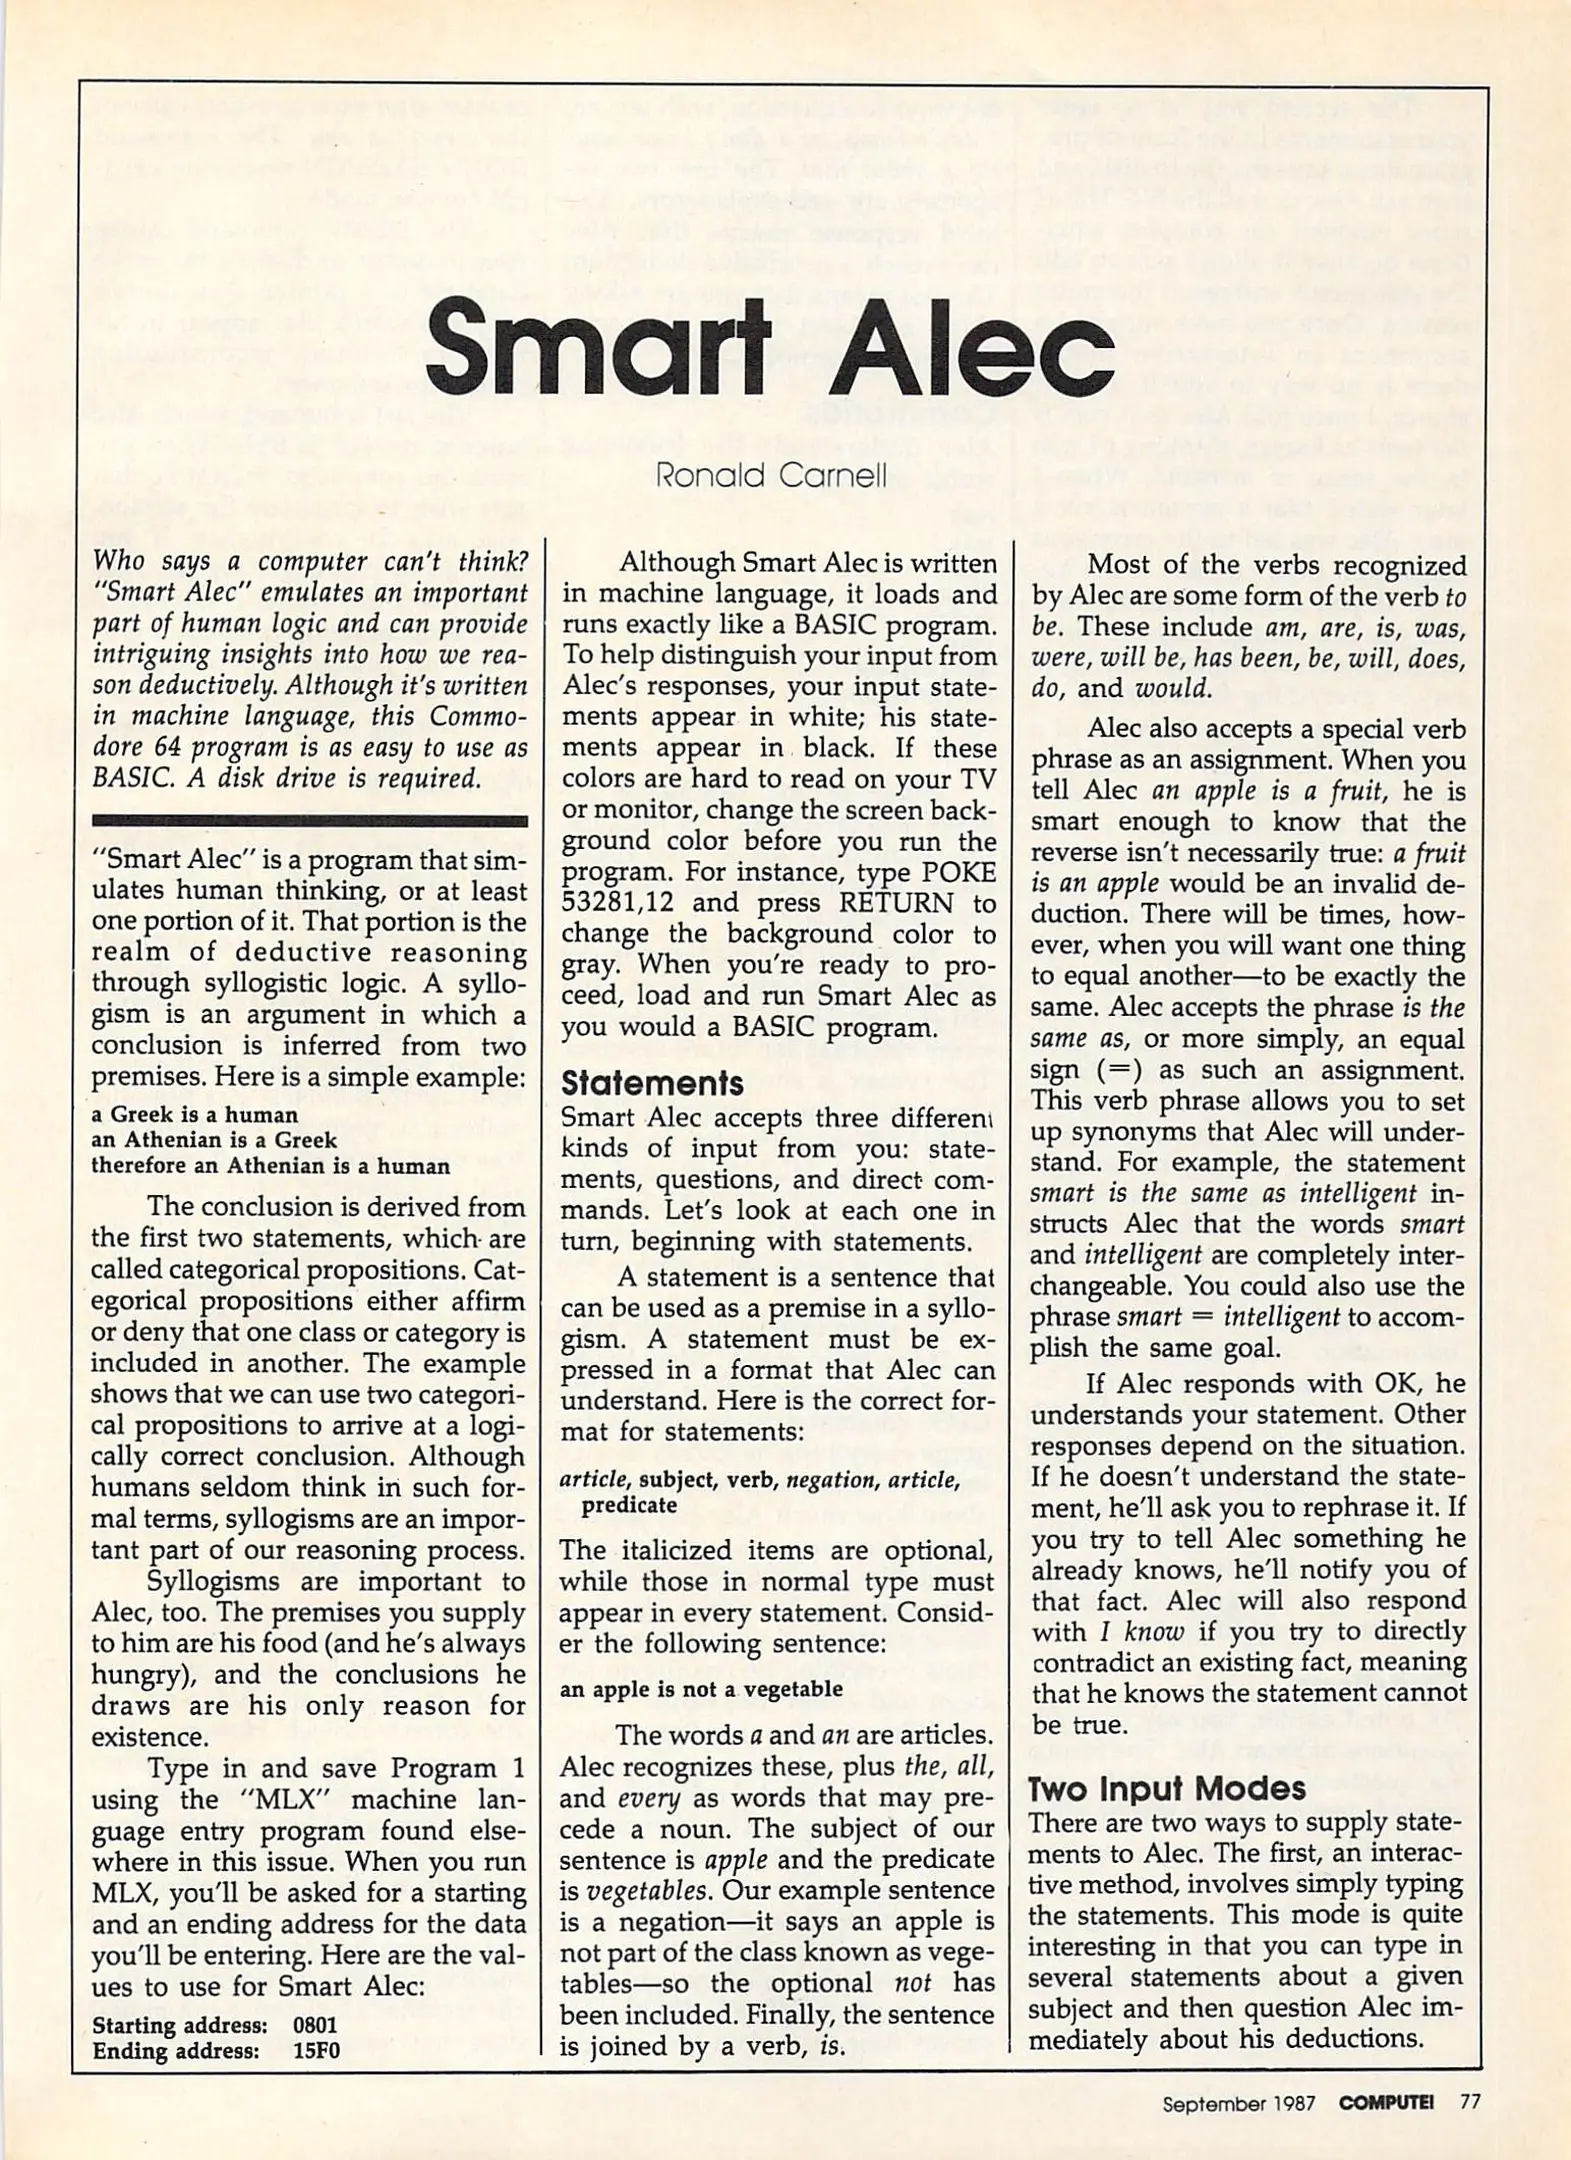 Smart Alec
Ronald Carnell
Who says a computer can't think?
"Smart Alec" emulates an important
part of human logic and can provide
intriguing insights into how we rea-
son deductively. Although it's written
in machine language, this Commo-
dore 64 program is as easy to use as
BASIC. A disk drive is required.
"Smart Alec" is a program that sim-
ulates human thinking, or at least
one portion of it. That portion is the
realm of deductive reasoning
through syllogistic logic. A syllo-
gism is an argument in which a
conclusion is inferred from two
premises. Here is a simple example:
a Greek is a human
an Athenian is a Greek
therefore an Athenian is a human
The conclusion is derived from
the first two statements, which are
called categorical propositions. Cat-
egorical propositions either affirm
or deny that one class or category is
included in another. The example
shows that we can use two categori-
cal propositions to arrive at a logi-
cally correct conclusion. Although
humans seldom think in such for-
mal terms, syllogisms are an impor-
tant part of our reasoning process.
Syllogisms are important to
Alec, too. The premises you supply
to him are his food (and he's always
hungry), and the conclusions he
draws are his only reason for
existence.
Type in and save Program 1
using the "MLX" machine lan-
guage entry program found else-
where in this issue. When you run
MLX, you'll be asked for a starting
and an ending address for the data
you'll be entering. Here are the val-
ues to use for Smart Alec:
Starting address: 0801
Ending address: 15F0
Although Smart Alec is written
in machine language, it loads and
runs exactly like a BASIC program.
To help distinguish your input from
Alec's responses, your input state-
ments appear in white; his state-
ments appear in black. If these
colors are hard to read on your TV
or monitor, change the screen back-
ground color before you run the
program. For instance, type POKE
53281,12 and press RETURN to
change the background color to
gray. When you're ready to pro-
ceed, load and run Smart Alec as
you would a BASIC program.
Statements
Smart Alec accepts three different
kinds of input from you: state-
ments, questions, and direct com-
mands. Let's look at each one in
turn, beginning with statements.
A statement is a sentence that
can be used as a premise in a syllo-
gism. A statement must be ex-
pressed in a format that Alec can
understand. Here is the correct for-
mat for statements:
article, subject, verb, negation, article,
predicate
The italicized items are optional,
while those in normal type must
appear in every statement. Consid-
er the following sentence:
an apple is not a vegetable
The words a and an are articles.
Alec recognizes these, plus the, all,
and every as words that may pre-
cede a noun. The subject of our
sentence is apple and the predicate
is vegetables. Our example sentence
is a negation—it says an apple is
not part of the class known as vege-
tables—so the optional not has
been included. Finally, the sentence
is joined by a verb, is.
Most of the verbs recognized
by Alec are some form of the verb to
be. These include am, are, is, was,
were, will be, has been, be, will, does,
do, and would.
Alec also accepts a special verb
phrase as an assignment. When you
tell Alec an apple is a fruit, he is
smart enough to know that the
reverse isn't necessarily true: a fruit
is an apple would be an invalid de-
duction. There will be times, how-
ever, when you will want one thing
to equal another—to be exactly the
same. Alec accepts the phrase is the
same as, or more simply, an equal
sign (=) as such an assignment.
This verb phrase allows you to set
up synonyms that Alec will under-
stand. For example, the statement
smart is the same as intelligent in-
structs Alec that the words smart
and intelligent are completely inter-
changeable. You could also use the
phrase smart = intelligent to accom-
plish the same goal.
If Alec responds with OK, he
understands your statement. Other
responses depend on the situation.
If he doesn't understand the state-
ment, he'll ask you to rephrase it. If
you try to tell Alec something he
already knows, he'll notify you of
that fact. Alec will also respond
with I know if you try to directly
contradict an existing fact, meaning
that he knows the statement cannot
be true.
Two Input Modes
There are two ways to supply state-
ments to Alec. The first, an interac-
tive method, involves simply typing
the statements. This mode is quite
interesting in that you can type in
several statements about a given
subject and then question Alec im-
mediately about his deductions.
September 1987 COMPUTE! 77